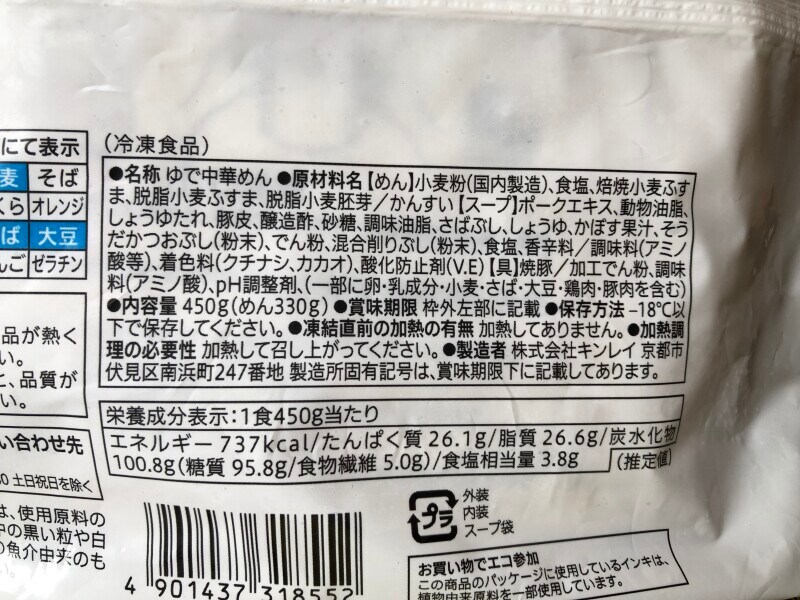 にて表示
麦 そば
くら オレンジ
ば 大豆
んご ゼラチン
品が熱く
い。
と、品質が
い。
い合わせ先
土日祝日を除く
は、使用原料の
中の黒い粒や白
の魚介由来のも
(冷凍食品)
●名称 ゆで中華めん ●原材料名【めん】小麦粉(国内製造)、食塩、焙焼小麦ふす
ま、脱脂小麦ふすま、脱脂小麦胚芽/かんすい【スープ】ポークエキス、動物油脂、
しょうゆたれ、豚皮、醸造酢、砂糖、調味油脂、さばぶし、しょうゆ、かぼす果汁、そう
だかつおぶし(粉末)、でん粉、混合削りぶし(粉末)、食塩、香辛料/調味料(アミノ
酸等)、着色料(クチナシ、カカオ)、酸化防止剤(V.E)【具】焼豚/加工でん粉、調味
料(アミノ酸)、pH調整剤、(一部に卵・乳成分・小麦・さば・大豆・鶏肉・豚肉を含む)
●内容量 450g(めん330g) ●賞味期限 枠外左部に記載 ●保存方法 −18℃以
下で保存してください。●凍結直前の加熱の有無 加熱してありません。●加熱調
理の必要性 加熱して召し上がってください。●製造者 株式会社キンレイ 京都市
伏見区南浜町247番地 製造所固有記号は、賞味期限下に記載してあります。
栄養成分表示:1食450g当たり
エネルギー 737kcal/たんぱく質 26.1g/脂質 26.6g/炭水化物
100.8g(糖質 95.8g/食物繊維 5.0g)/食塩相当量 3.8g (推定値)
4 901437 318552
プラ
外装
内装
スープ袋
お買い物でエコ参加
この商品のパッケージに使用しているインキは、
植物由来原料を一部に使用しています。